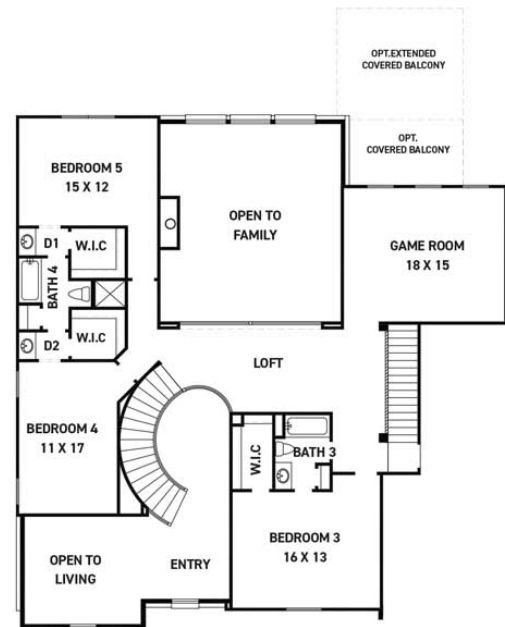 OPT.EXTENDED
COVERED BALCONY
OPT.
COVERED BALCONY
BEDROOM 5
15 X 12
OPEN TO
FAMILY
GAME ROOM
18 X 15
D1
W.I.C
BATH 4
D2
W.I.C
LOFT
BEDROOM 4
11 X 17
W.I.C
BATH 3
BEDROOM 3
16 X 13
OPEN TO
LIVING
ENTRY